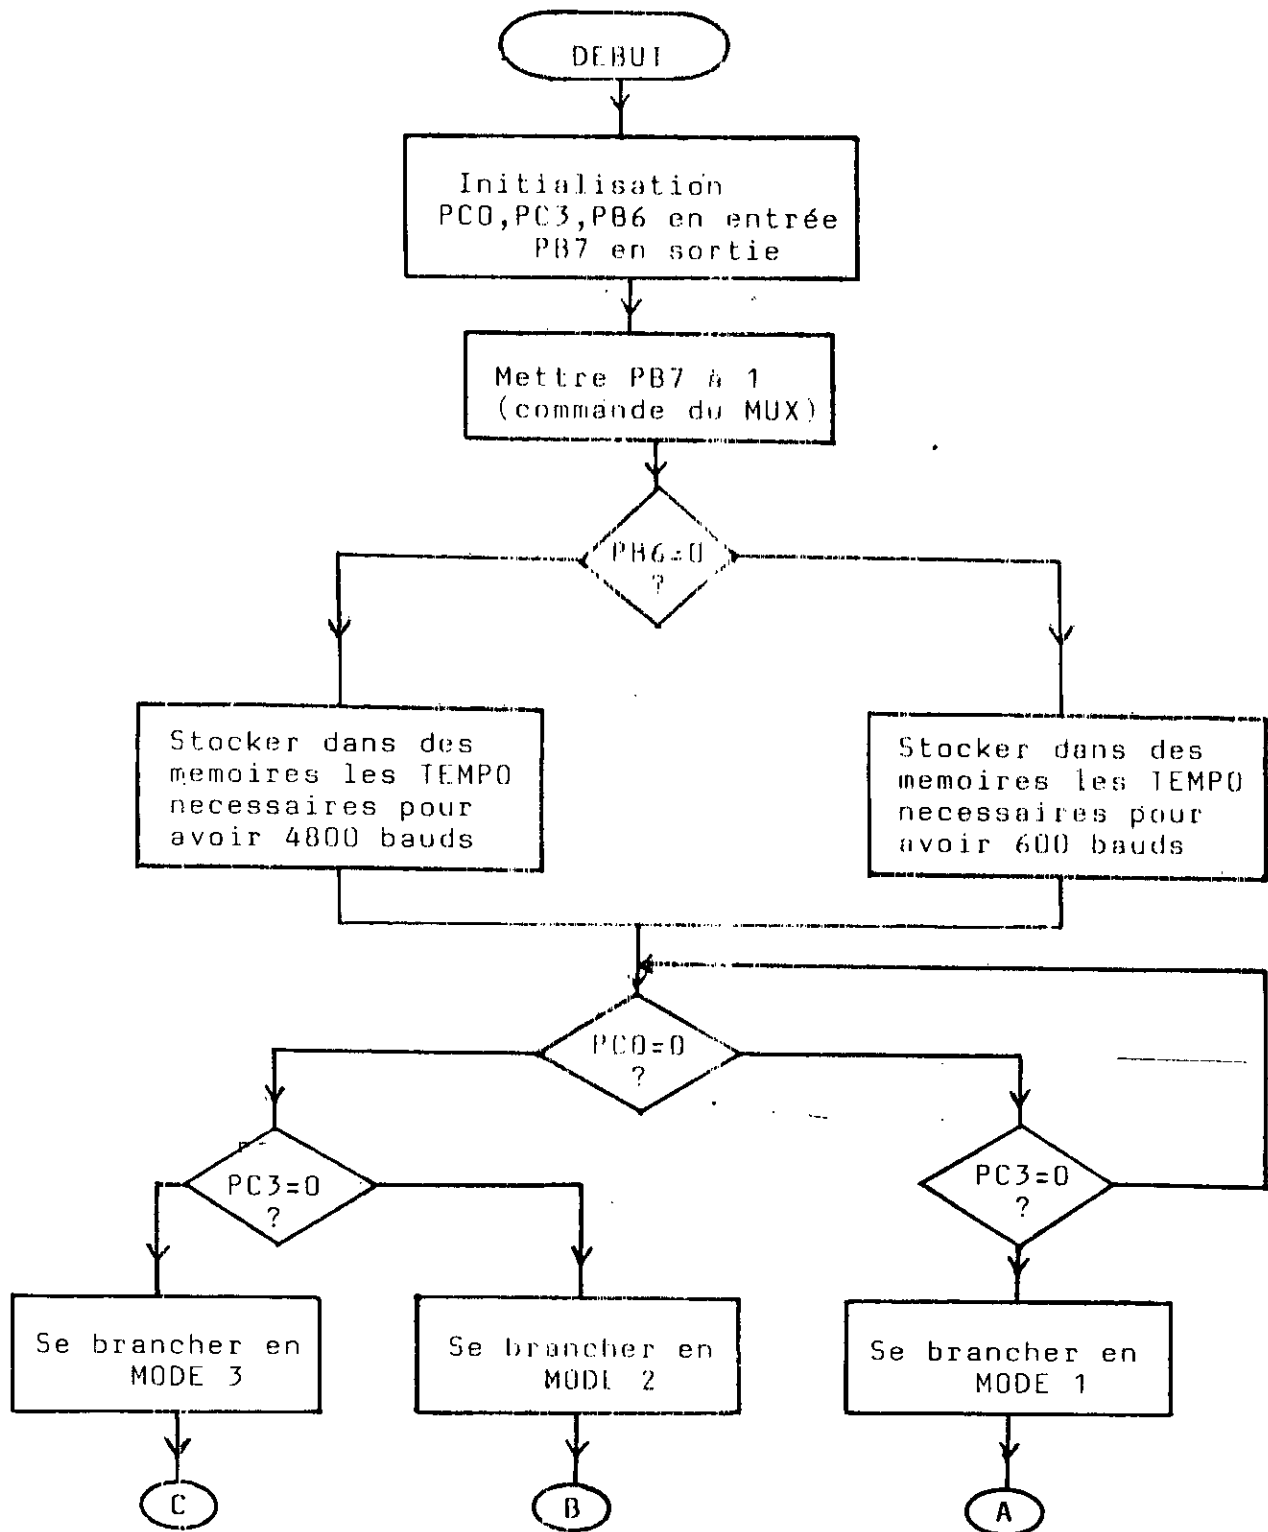 DEBUT
Initialisation
PC0,PC3,PB6 en entrée
PB7 en sortie
Mettre PB7 à 1
(commande du MUX)
PB6=0
?
Stocker dans des
memoires les TEMPO
necessaires pour
avoir 4800 bauds
Stocker dans des
memoires les TEMPO
necessaires pour
avoir 600 bauds
PC0=0
?
PC3=0
?
PC3=0
?
Se brancher en
MODE 3
Se brancher en
MODE 2
Se brancher en
MODE 1
C
B
A